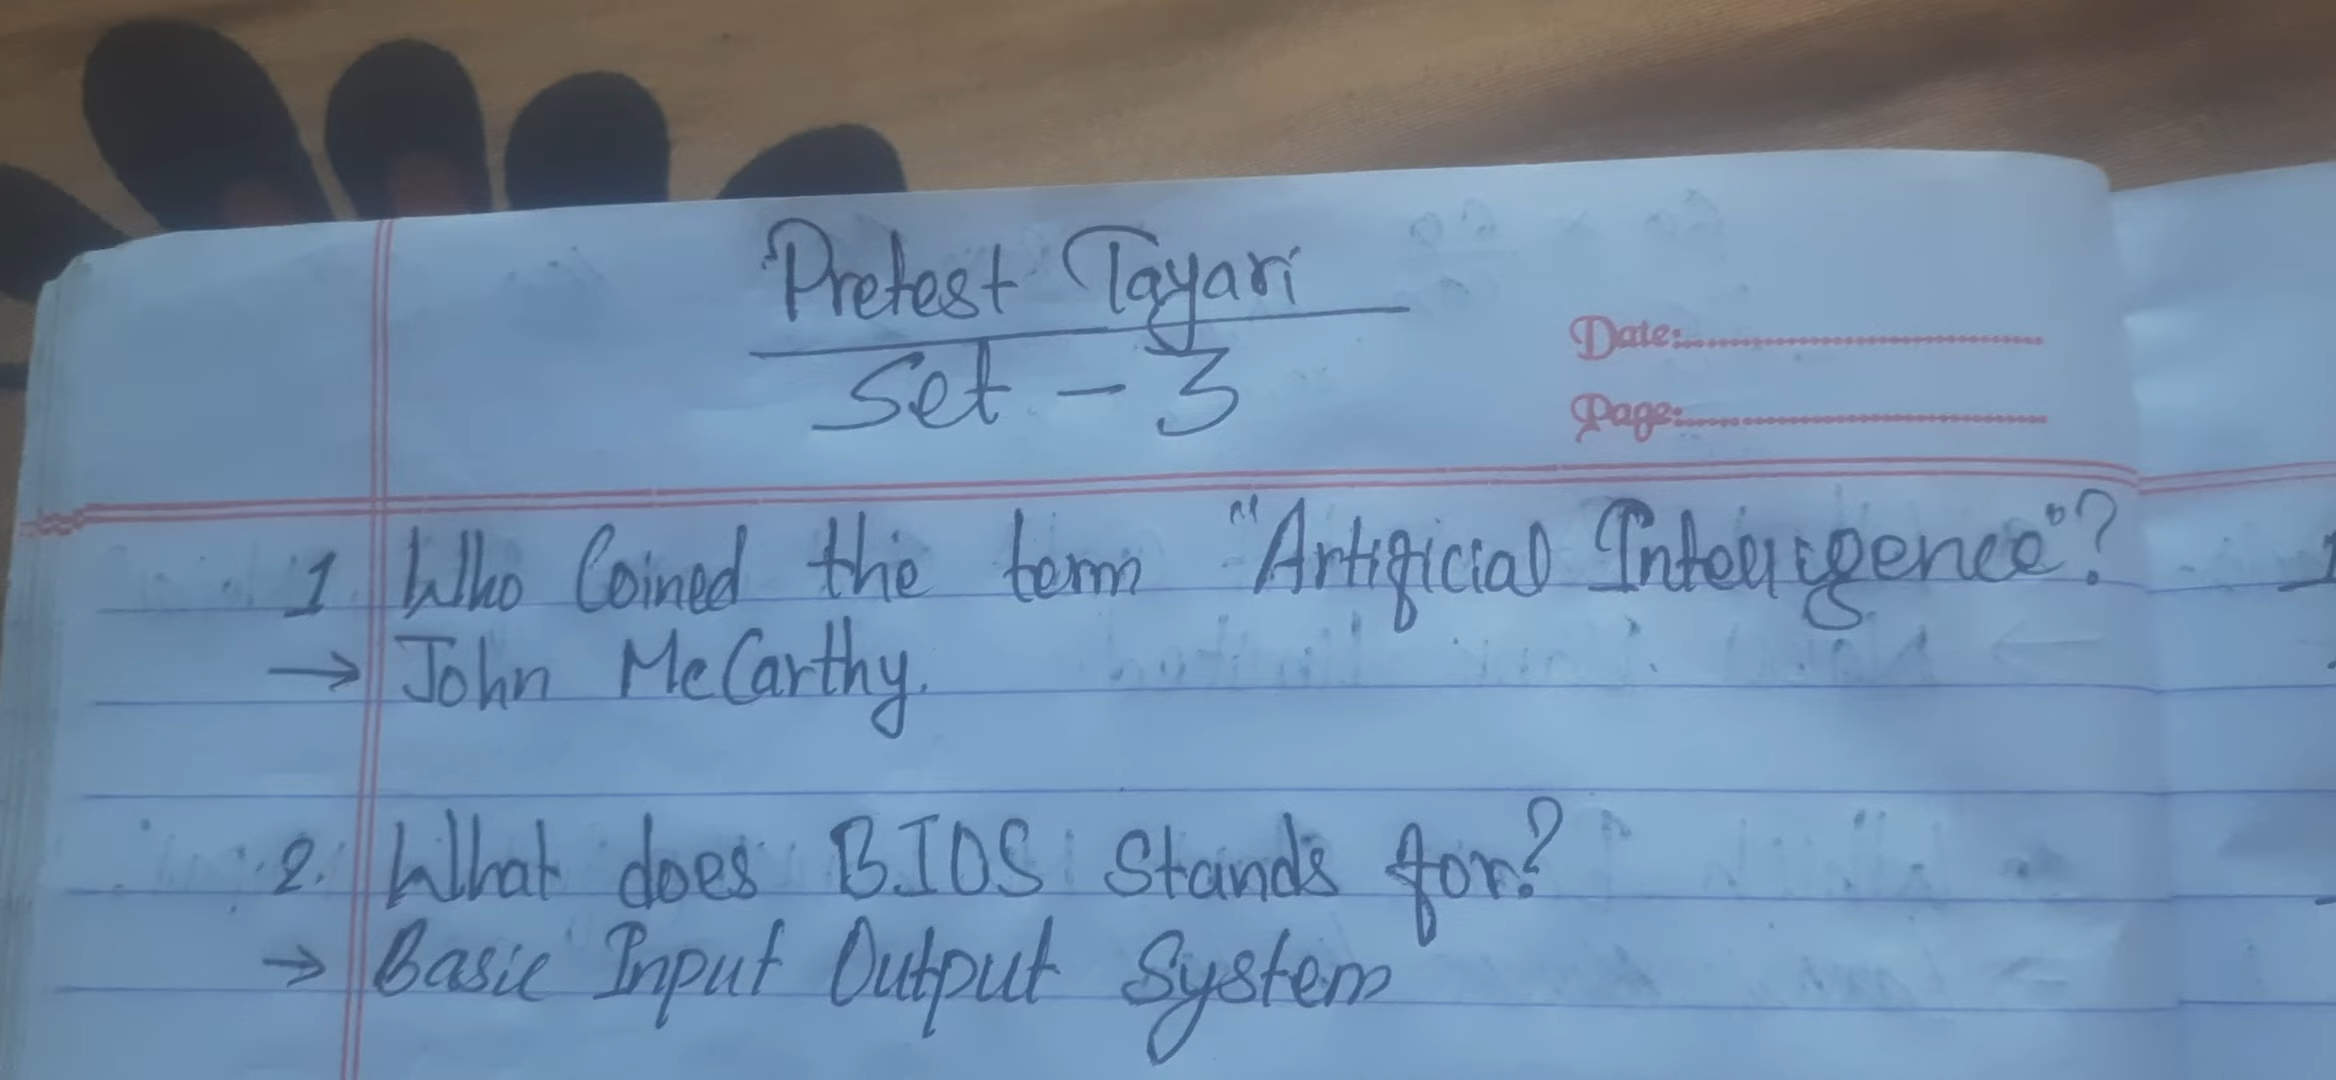 Pretest Tayari
Set - 3
Date:
Page:
1 Who Coined the term "Artificial Intelligence"?
→ John McCarthy.
2. What does BIOS Stands for?
→ Basic Input Output System